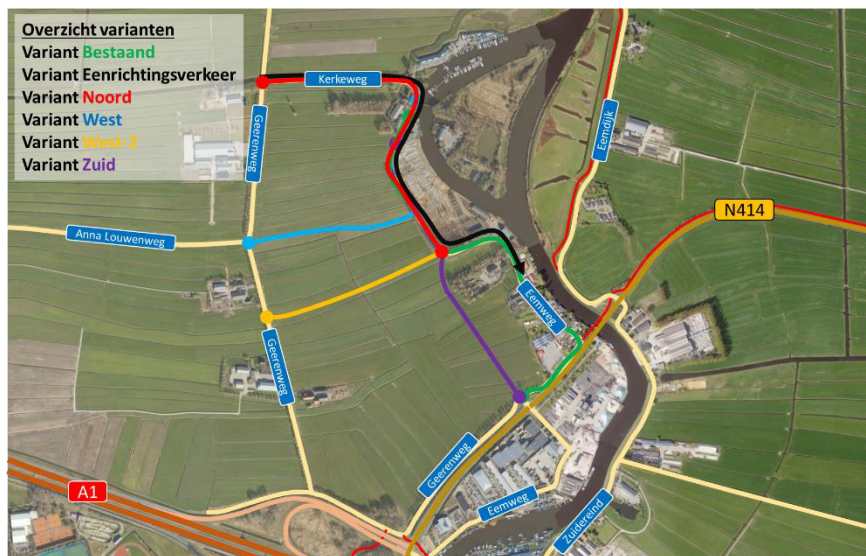 Overzicht varianten
Variant Bestaand
Variant Eenrichtingsverkeer
Variant Noord
Variant West
Variant West-2
Variant Zuid
Kerkeweg
Geerenweg
Eemdijk
N414
Anna Louwenweg
Eemweg
Geerenweg
Geerenweg
A1
Eemweg
Zuidereind